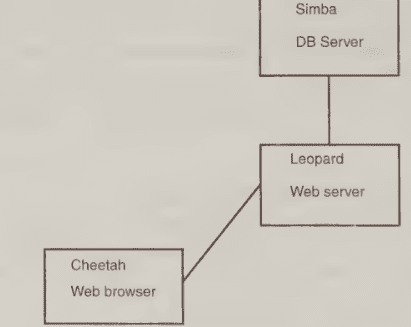 Simba
DB Server
Leopard
Web server
Cheetah
Web browser